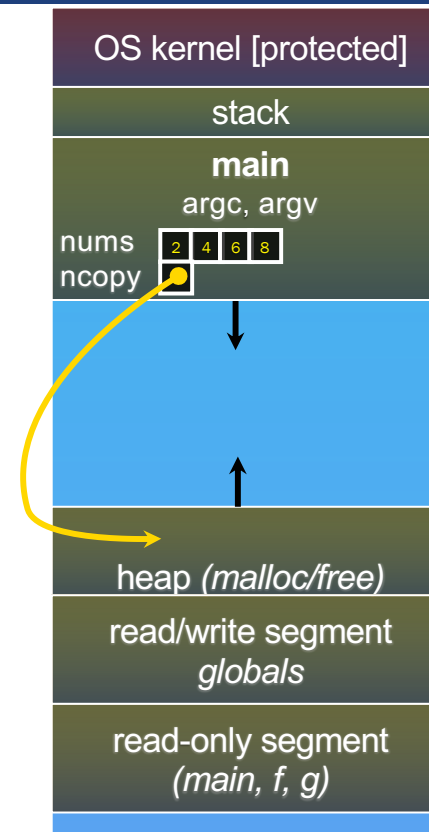 OS kernel [protected]
stack
main
argc, argv
nums 2 4 6 8
ncopy
heap (malloc/free)
read/write segment
globals
read-only segment
(main, f, g)